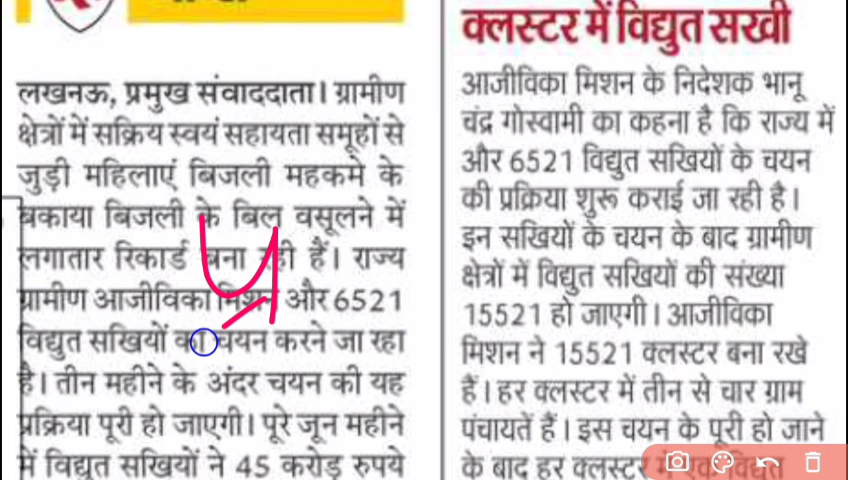 लखनऊ, प्रमुख संवाददाता। ग्रामीण
क्षेत्रों में सक्रिय स्वयं सहायता समूहों से
जुड़ी महिलाएं बिजली महकमे के
बकाया बिजली के बिल वसूलने में
लगातार रिकार्ड बना रही हैं। राज्य
ग्रामीण आजीविका मिशन और 6521
विद्युत सखियों का चयन करने जा रहा
है। तीन महीने के अंदर चयन की यह
प्रक्रिया पूरी हो जाएगी। पूरे जून महीने
में विद्युत सखियों ने 45 करोड़ रुपये
क्लस्टर में विद्युत सखी
आजीविका मिशन के निदेशक भानू
चंद्र गोस्वामी का कहना है कि राज्य में
और 6521 विद्युत सखियों के चयन
की प्रक्रिया शुरू कराई जा रही है।
इन सखियों के चयन के बाद ग्रामीण
क्षेत्रों में विद्युत सखियों की संख्या
15521 हो जाएगी। आजीविका
मिशन ने 15521 क्लस्टर बना रखे
हैं। हर क्लस्टर में तीन से चार ग्राम
पंचायतें हैं। इस चयन के पूरी हो जाने
के बाद हर क्लस्टर में एक विद्युत